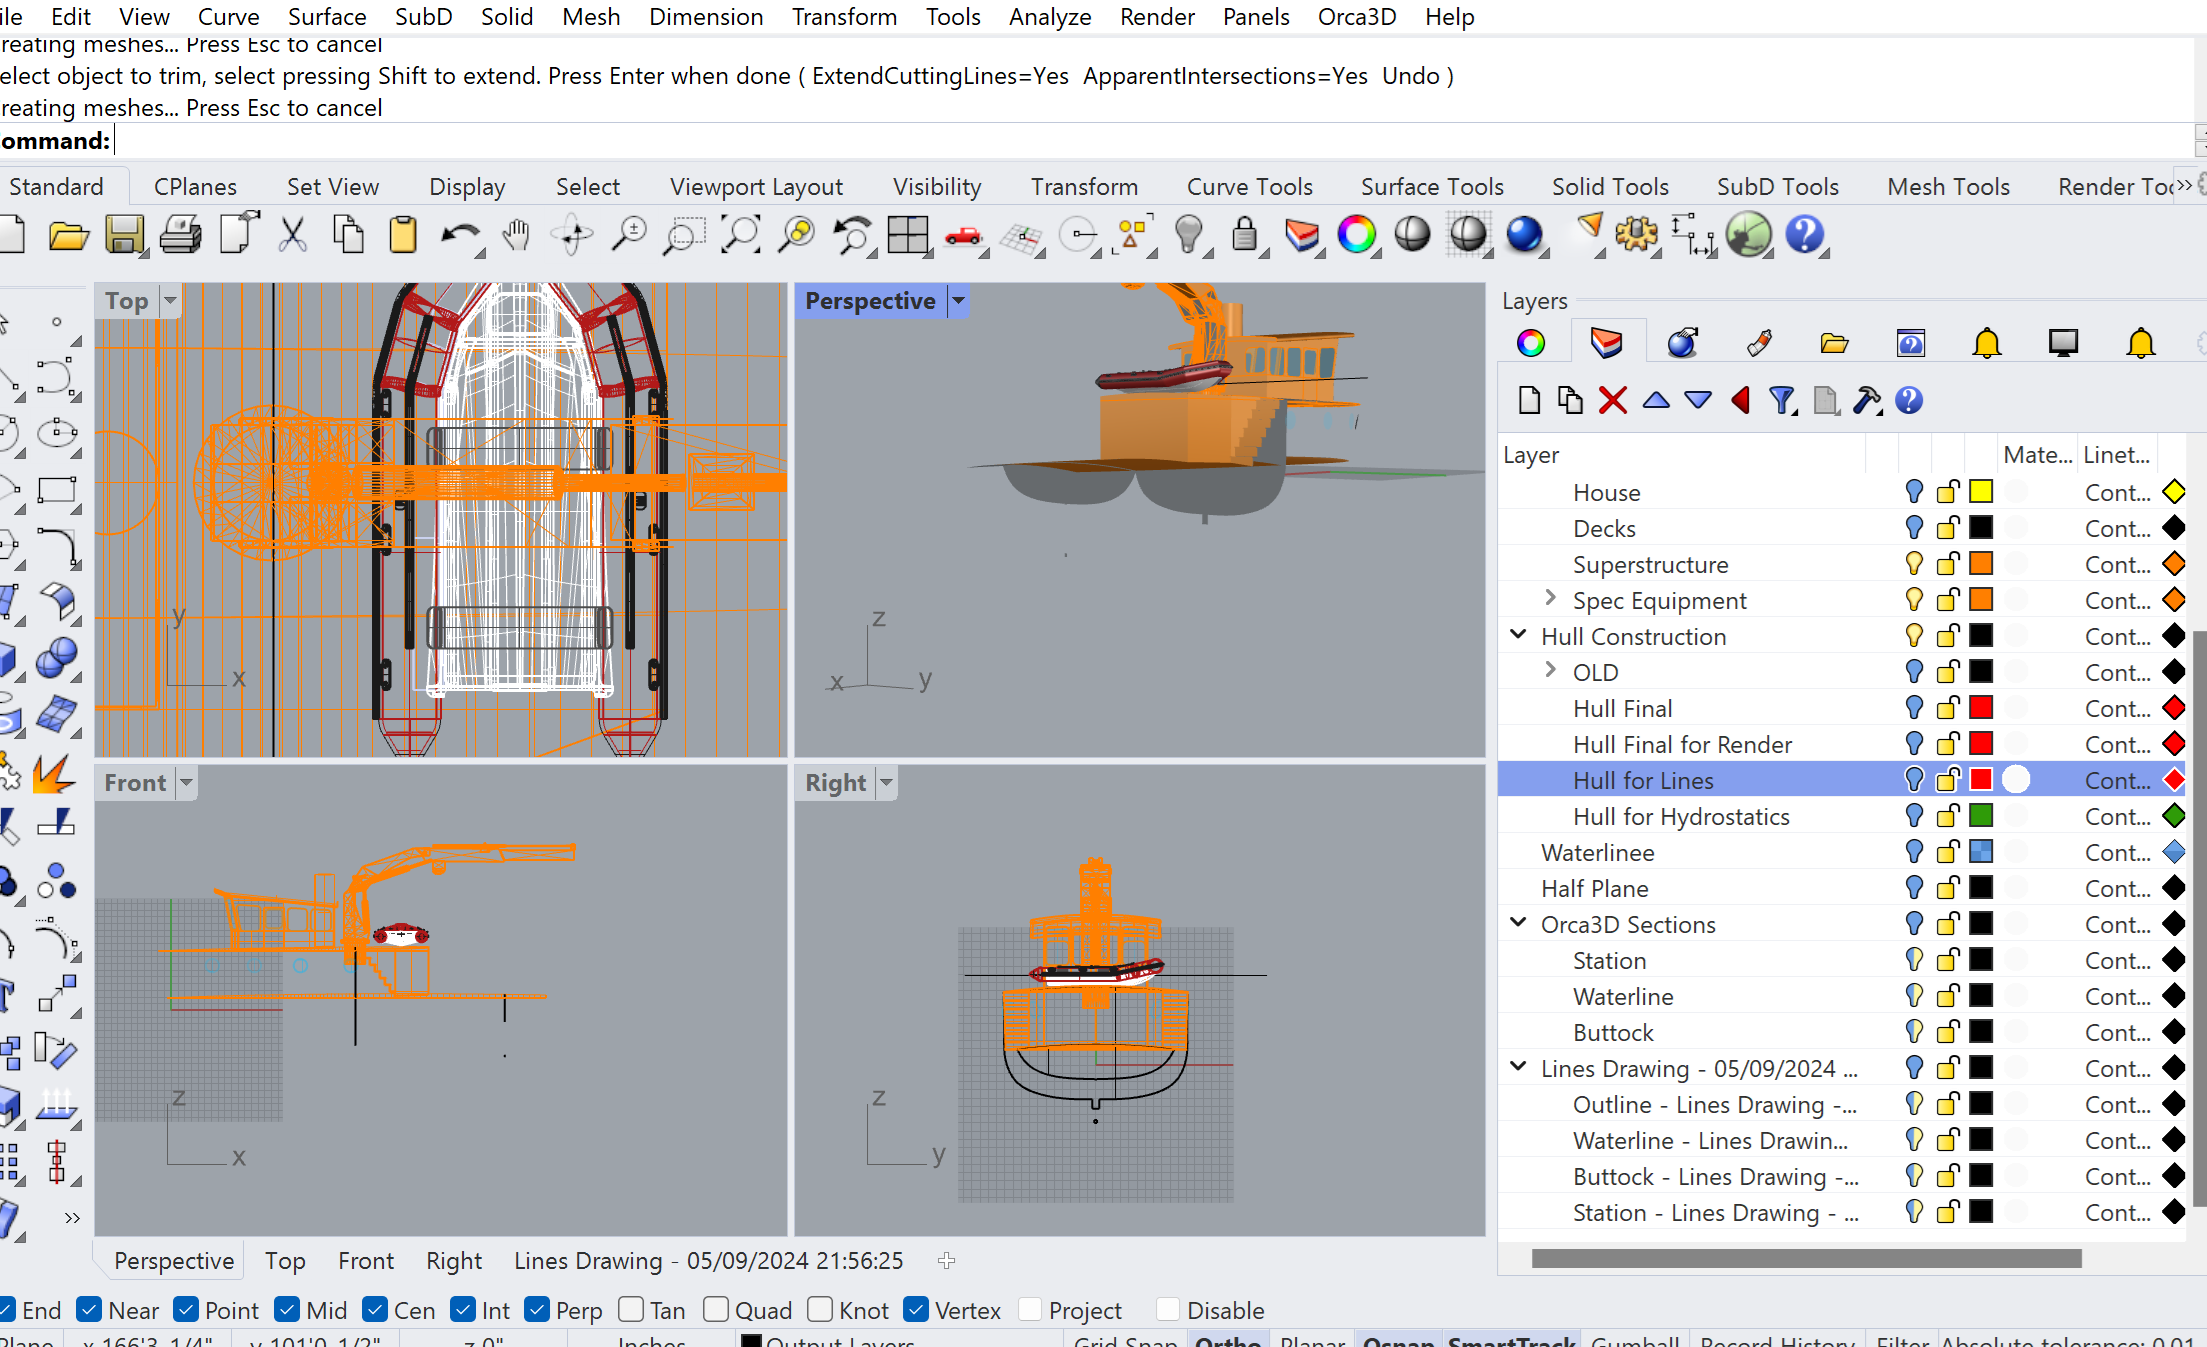 ile Edit View Curve Surface SubD Solid Mesh Dimension Transform Tools Analyze Render Panels Orca3D Help
reating meshes... Press Esc to cancel
elect object to trim, select pressing Shift to extend. Press Enter when done ( ExtendCuttingLines=Yes ApparentIntersections=Yes Undo )
reating meshes... Press Esc to cancel
ommand:
Standard CPlanes Set View Display Select Viewport Layout Visibility Transform Curve Tools Surface Tools Solid Tools SubD Tools Mesh Tools Render Toc
Top
y
x
Perspective
z
x y
Front
z
x
Right
z
y
Layers
Layer Mate... Linet...
House Cont...
Decks Cont...
Superstructure Cont...
Spec Equipment Cont...
Hull Construction Cont...
OLD Cont...
Hull Final Cont...
Hull Final for Render Cont...
Hull for Lines Cont...
Hull for Hydrostatics Cont...
Waterlinee Cont...
Half Plane Cont...
Orca3D Sections Cont...
Station Cont...
Waterline Cont...
Buttock Cont...
Lines Drawing - 05/09/2024 ... Cont...
Outline - Lines Drawing -... Cont...
Waterline - Lines Drawin... Cont...
Buttock - Lines Drawing -... Cont...
Station - Lines Drawing - ... Cont...
Perspective Top Front Right Lines Drawing - 05/09/2024 21:56:25
End Near Point Mid Cen Int Perp Tan Quad Knot Vertex Project Disable
Plane x 166'3-1/4" y 101'0-1/2" z 0" Inches Output Layers Grid Snap Ortho Planar Osnap SmartTrack Gumball Record History Filter Absolute tolerance: 0.01